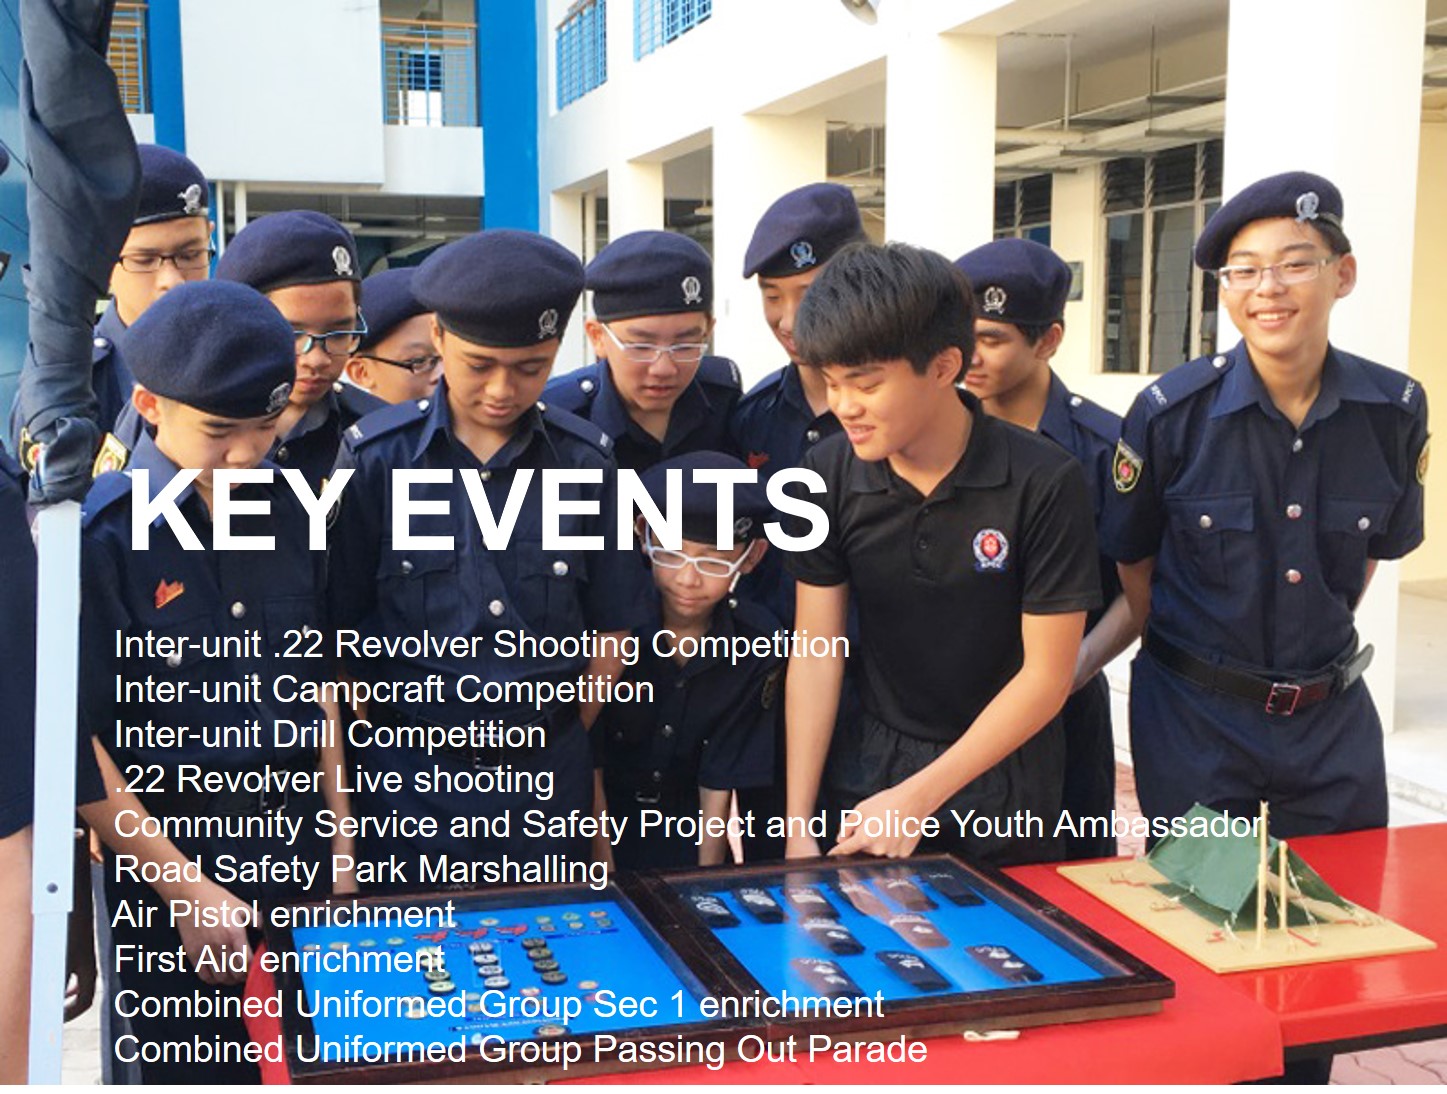 KEY EVENTS
Inter-unit .22 Revolver Shooting Competition
Inter-unit Campcraft Competition
Inter-unit Drill Competition
.22 Revolver Live shooting
Community Service and Safety Project and Police Youth Ambassador
Road Safety Park Marshalling
Air Pistol enrichment
First Aid enrichment
Combined Uniformed Group Sec 1 enrichment
Combined Uniformed Group Passing Out Parade
NPCC
NPCC